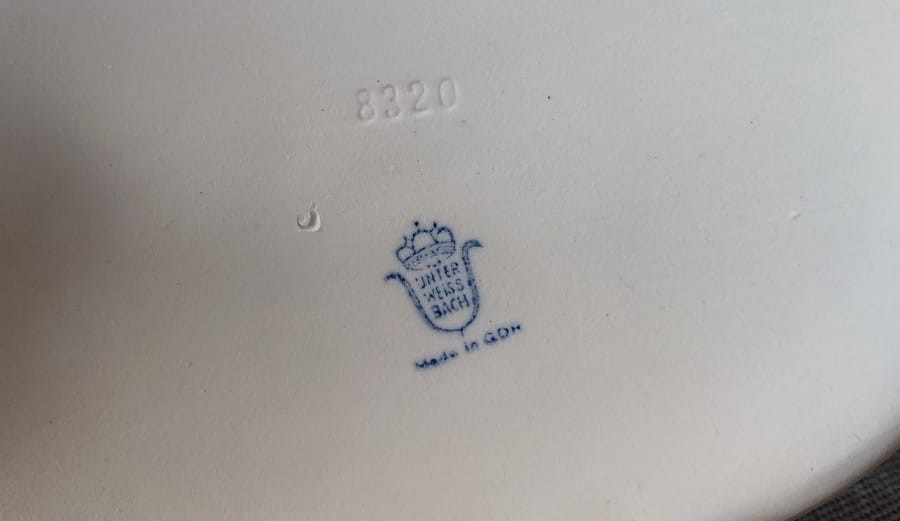 8320
UNTER
WEISS
BACH
Made in GDR